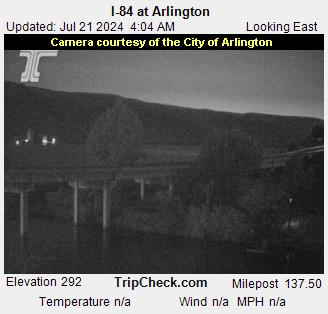 I-84 at Arlington
Updated: Jul 21 2024 4:04 AM Looking East
Camera courtesy of the City of Arlington
Elevation 292 TripCheck.com Milepost 137.50
Temperature n/a Wind n/a MPH n/a